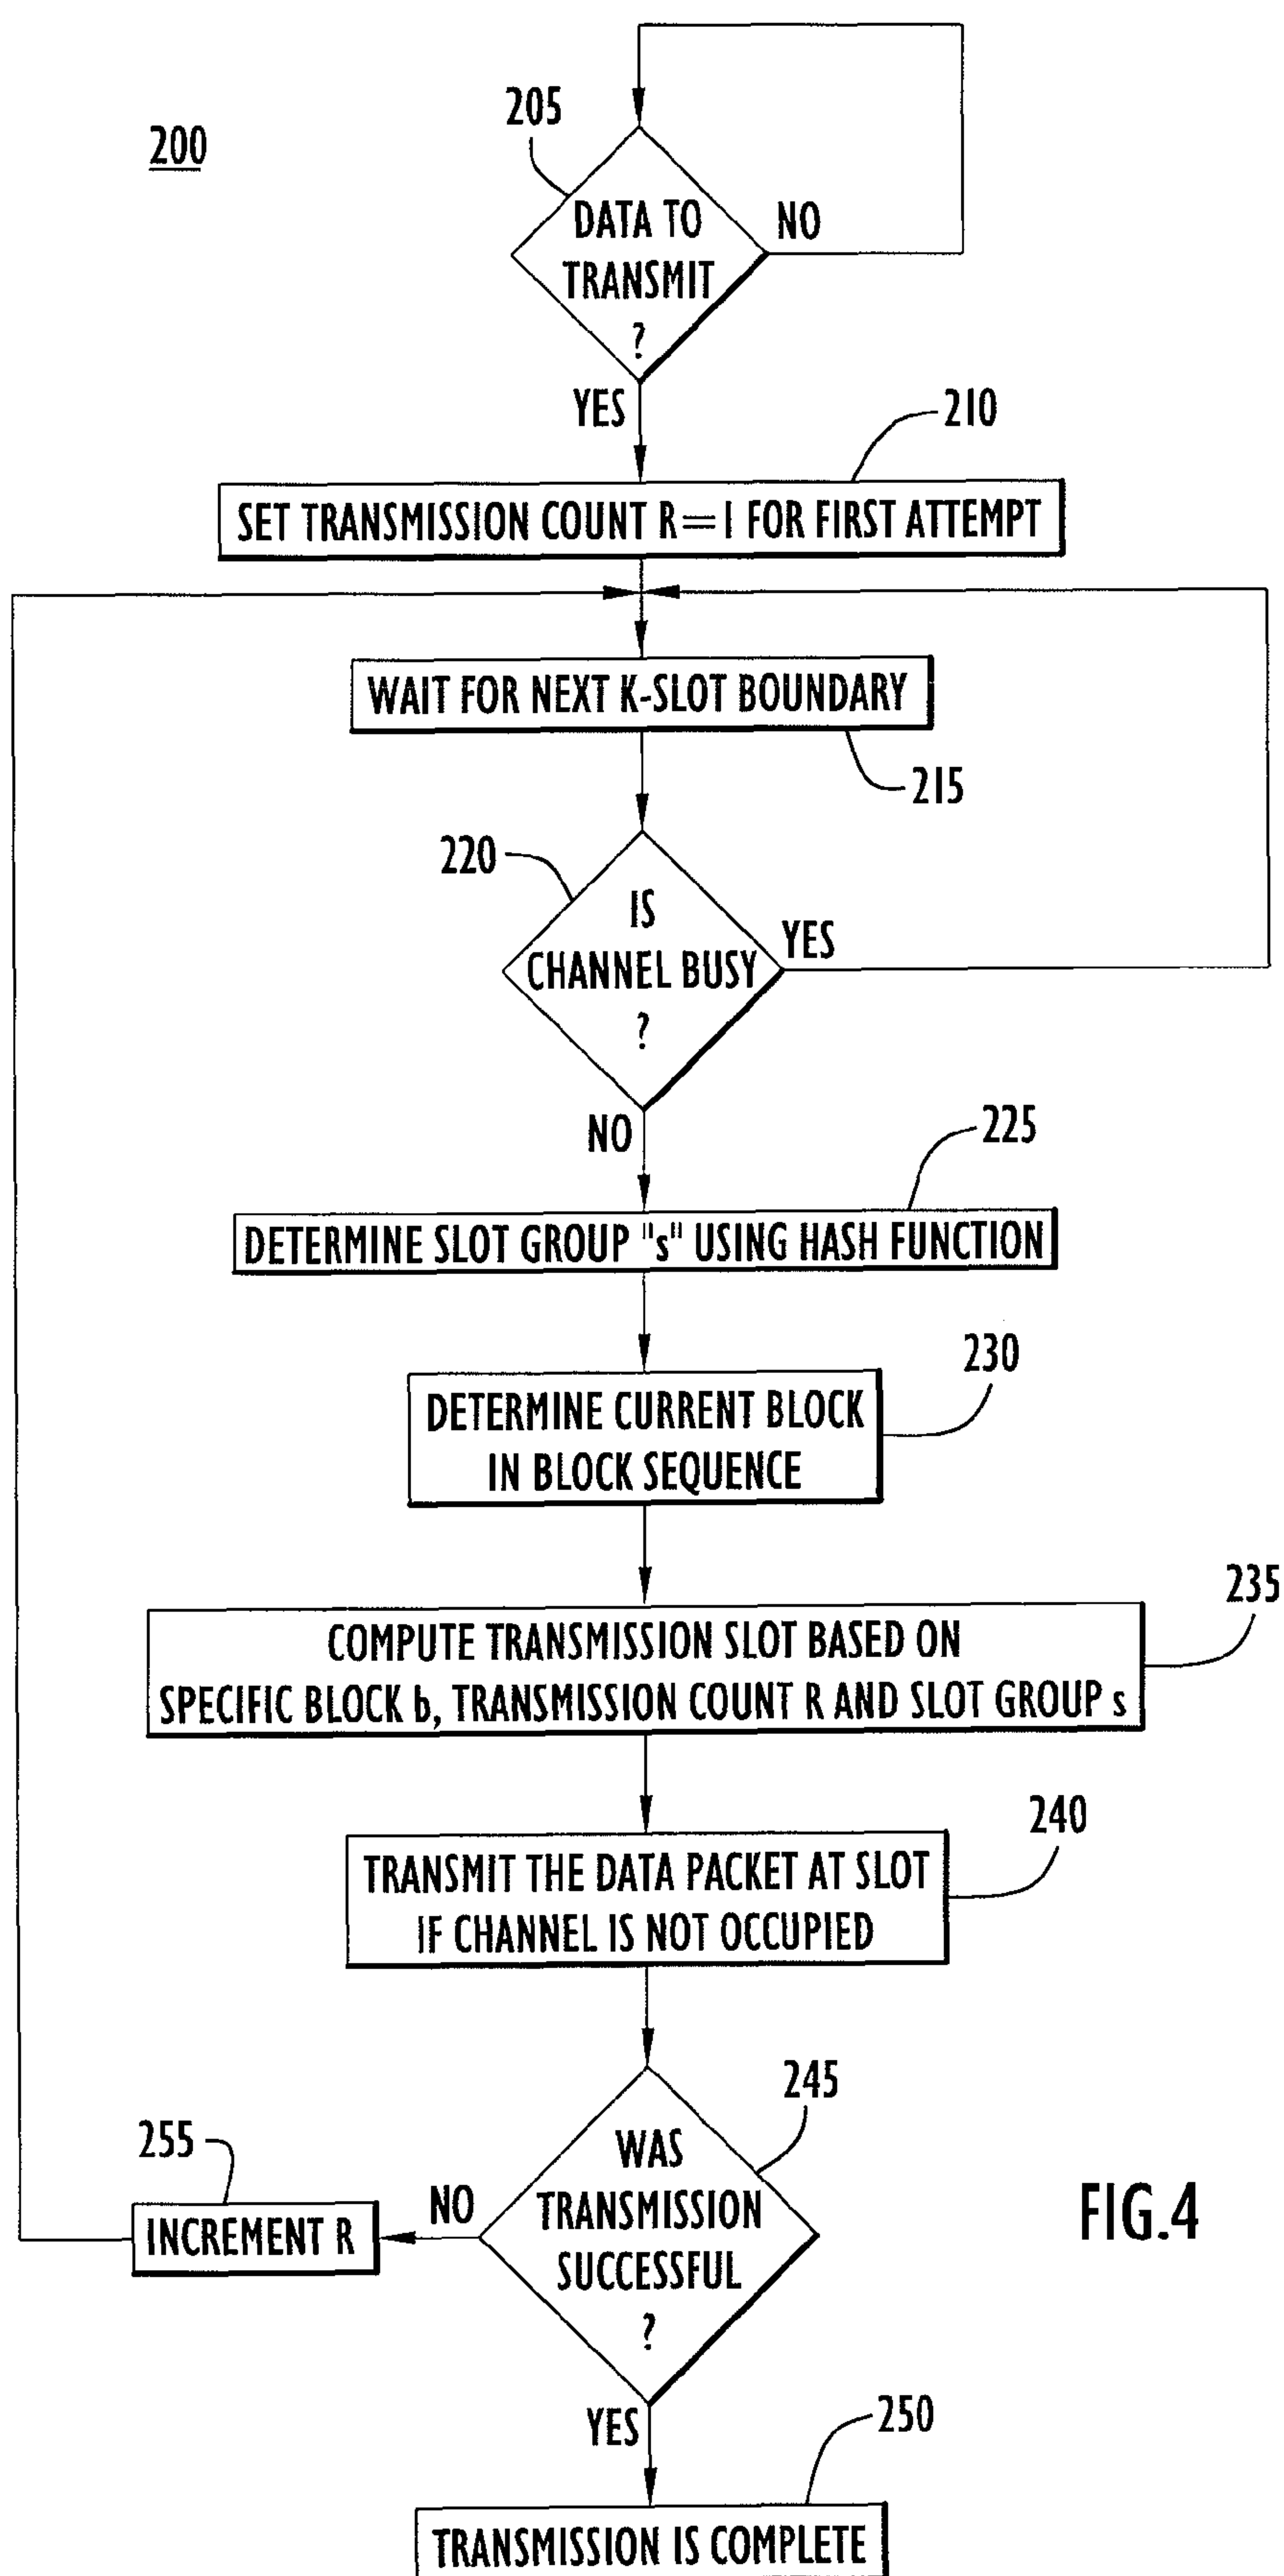 200
205
DATA TO
TRANSMIT
?
NO
YES
210
SET TRANSMISSION COUNT R=1 FOR FIRST ATTEMPT
WAIT FOR NEXT K-SLOT BOUNDARY
215
220
IS
CHANNEL BUSY
?
YES
NO
225
DETERMINE SLOT GROUP "s" USING HASH FUNCTION
230
DETERMINE CURRENT BLOCK
IN BLOCK SEQUENCE
235
COMPUTE TRANSMISSION SLOT BASED ON
SPECIFIC BLOCK b, TRANSMISSION COUNT R AND SLOT GROUP s
240
TRANSMIT THE DATA PACKET AT SLOT
IF CHANNEL IS NOT OCCUPIED
245
WAS
TRANSMISSION
SUCCESSFUL
?
NO
255
INCREMENT R
FIG.4
YES
250
TRANSMISSION IS COMPLETE